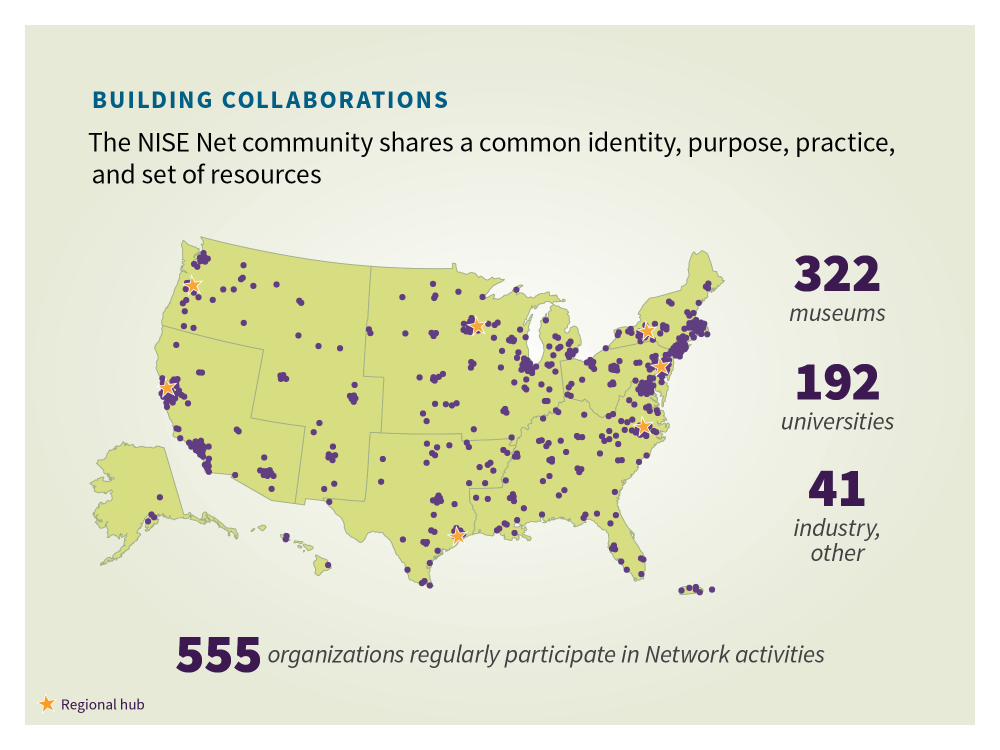 BUILDING COLLABORATIONS
The NISE Net community shares a common identity, purpose, practice,
and set of resources
322
museums
192
universities
41
industry,
other
555 organizations regularly participate in Network activities
Regional hub